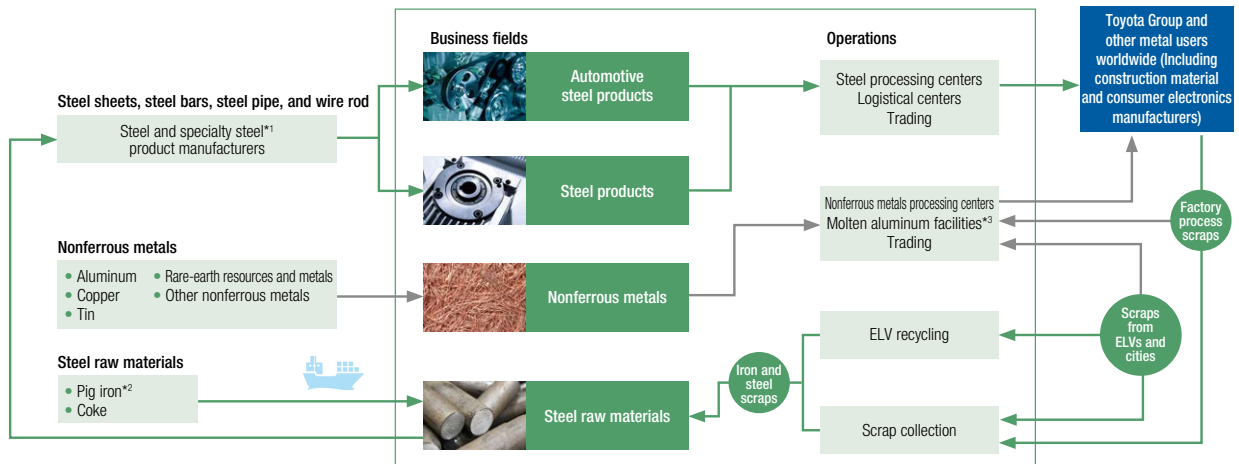 Business fields
Operations
Toyota Group and
other metal users
worldwide (Including
construction material
and consumer electronics
manufacturers)
Steel sheets, steel bars, steel pipe, and wire rod
Steel and specialty steel*1
product manufacturers
Automotive
steel products
Steel processing centers
Logistical centers
Trading
Steel products
Nonferrous metals processing centers
Molten aluminum facilities*3
Trading
Factory
process
scraps
Nonferrous metals
• Aluminum
• Copper
• Tin
• Rare-earth resources and metals
• Other nonferrous metals
Nonferrous metals
ELV recycling
Scraps
from
ELVs and
cities
Steel raw materials
• Pig iron*2
• Coke
Steel raw materials
Iron and
steel
scraps
Scrap collection